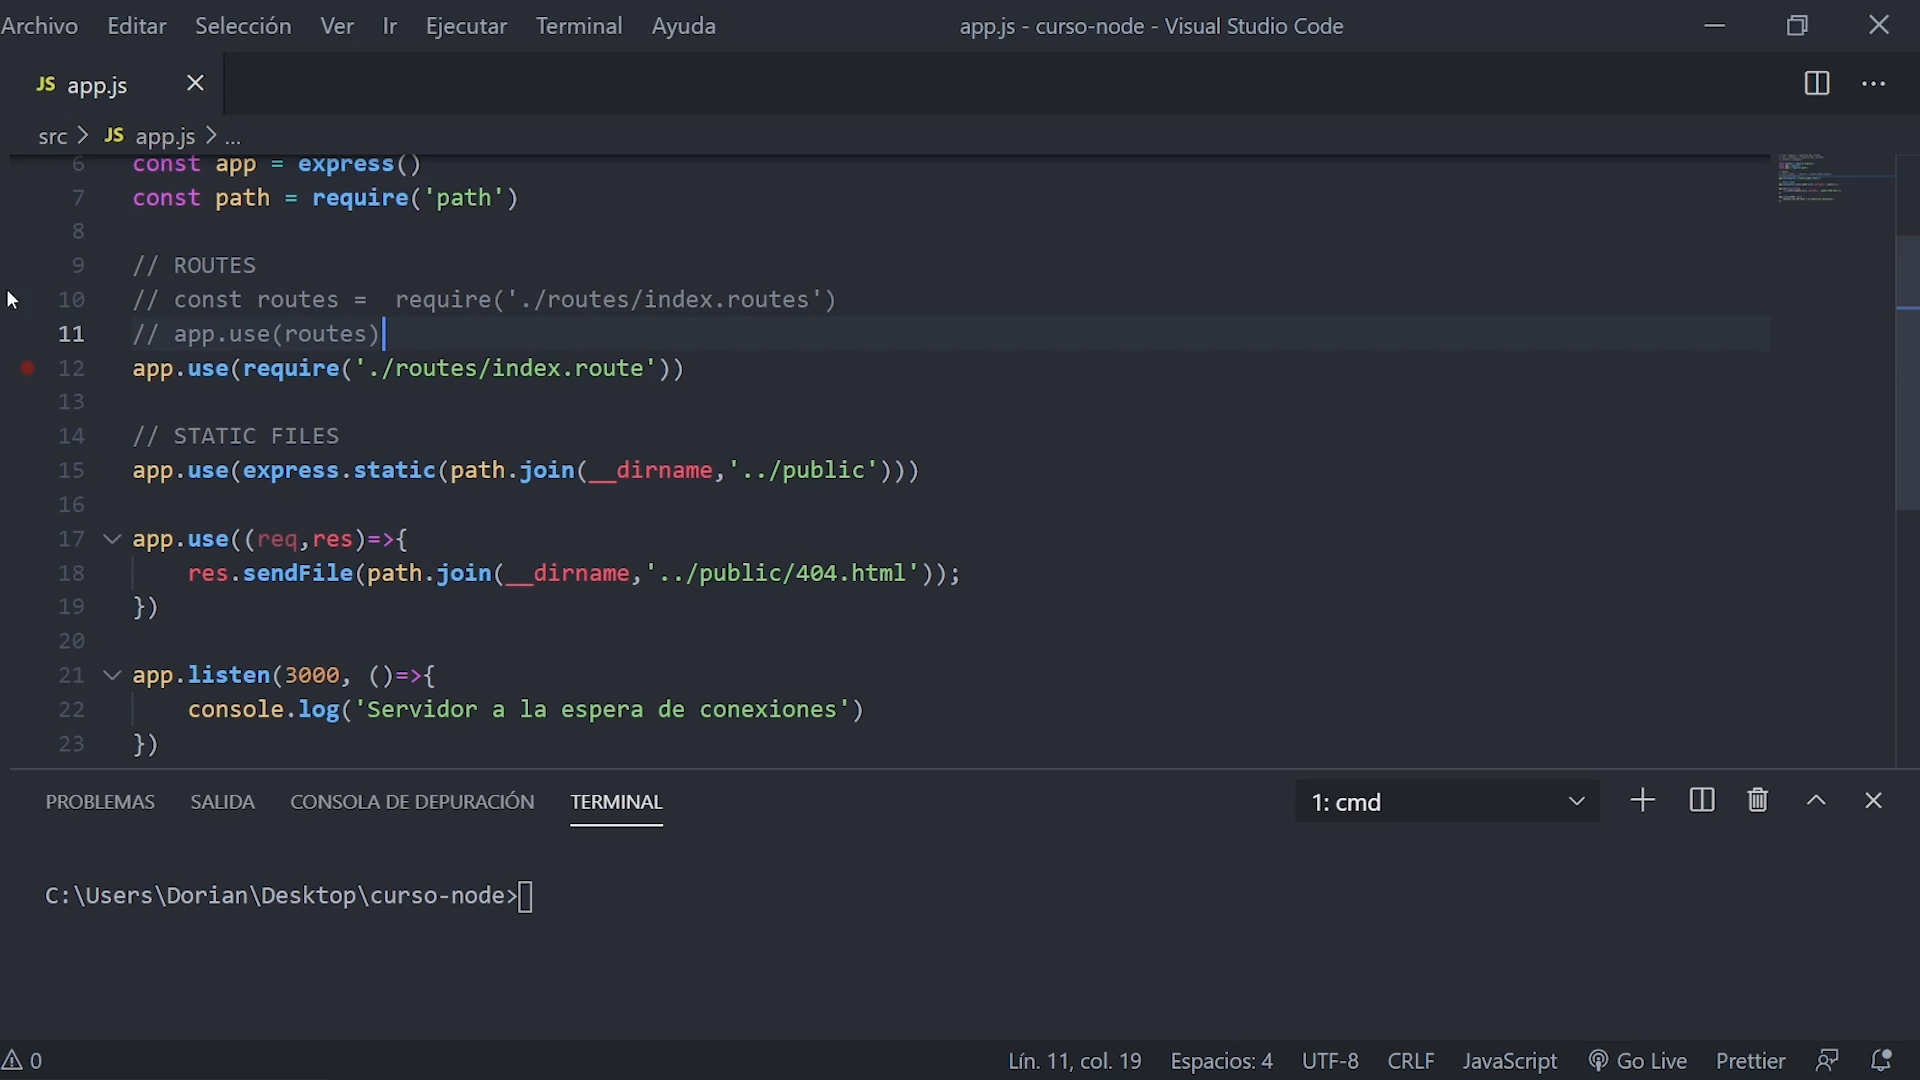 Archivo Editar Selección Ver Ir Ejecutar Terminal Ayuda app.js - curso-node - Visual Studio Code
JS app.js
src > JS app.js > ...
6 const app = express()
7 const path = require('path')
8
9 // ROUTES
10 // const routes =  require('./routes/index.routes')
11 // app.use(routes)
12 app.use(require('./routes/index.route'))
13
14 // STATIC FILES
15 app.use(express.static(path.join(__dirname,'../public')))
16
17 app.use((req,res)=>{
18     res.sendFile(path.join(__dirname,'../public/404.html'));
19 })
20
21 app.listen(3000, ()=>{
22     console.log('Servidor a la espera de conexiones')
23 })
PROBLEMAS SALIDA CONSOLA DE DEPURACIÓN TERMINAL 1: cmd
C:\Users\Dorian\Desktop\curso-node>
0 Lín. 11, col. 19 Espacios: 4 UTF-8 CRLF JavaScript Go Live Prettier